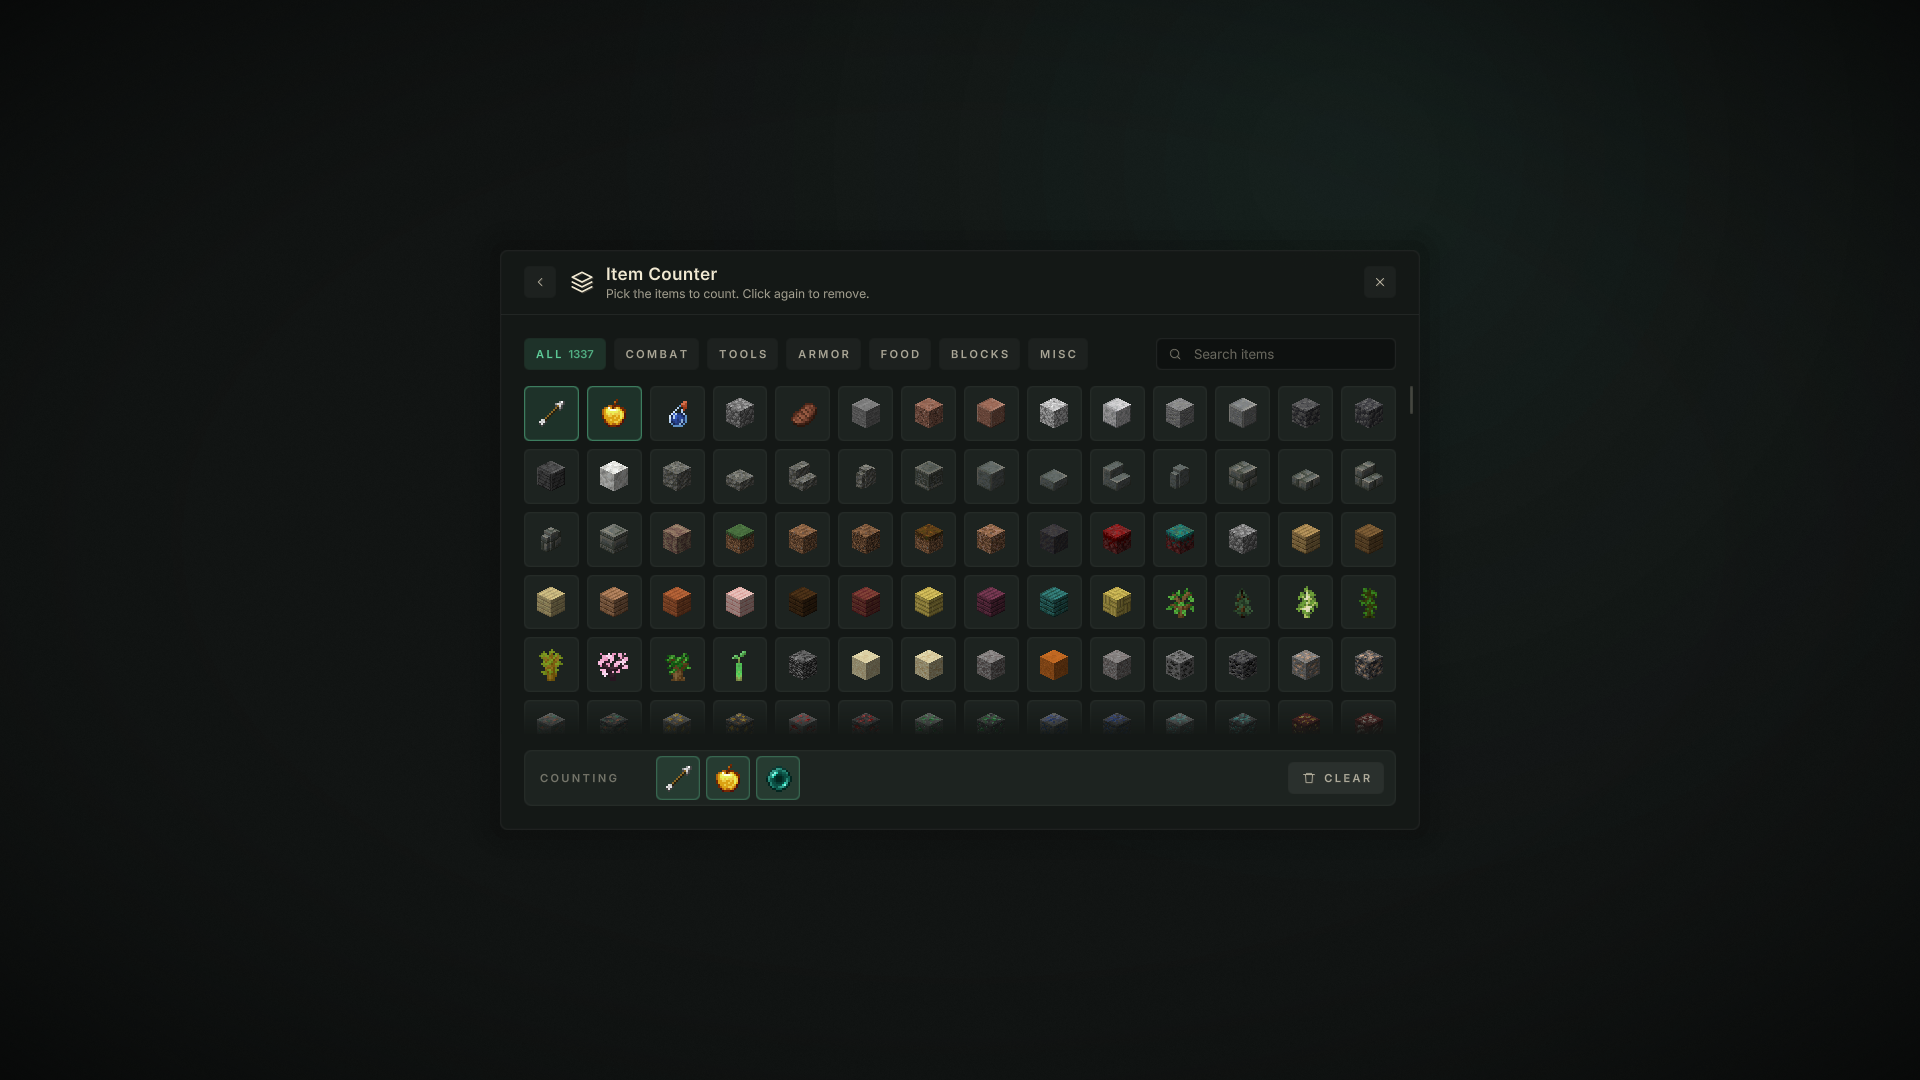 Item Counter
Pick the items to count. Click again to remove.
ALL 1337 COMBAT TOOLS ARMOR FOOD BLOCKS MISC Search items
COUNTING CLEAR